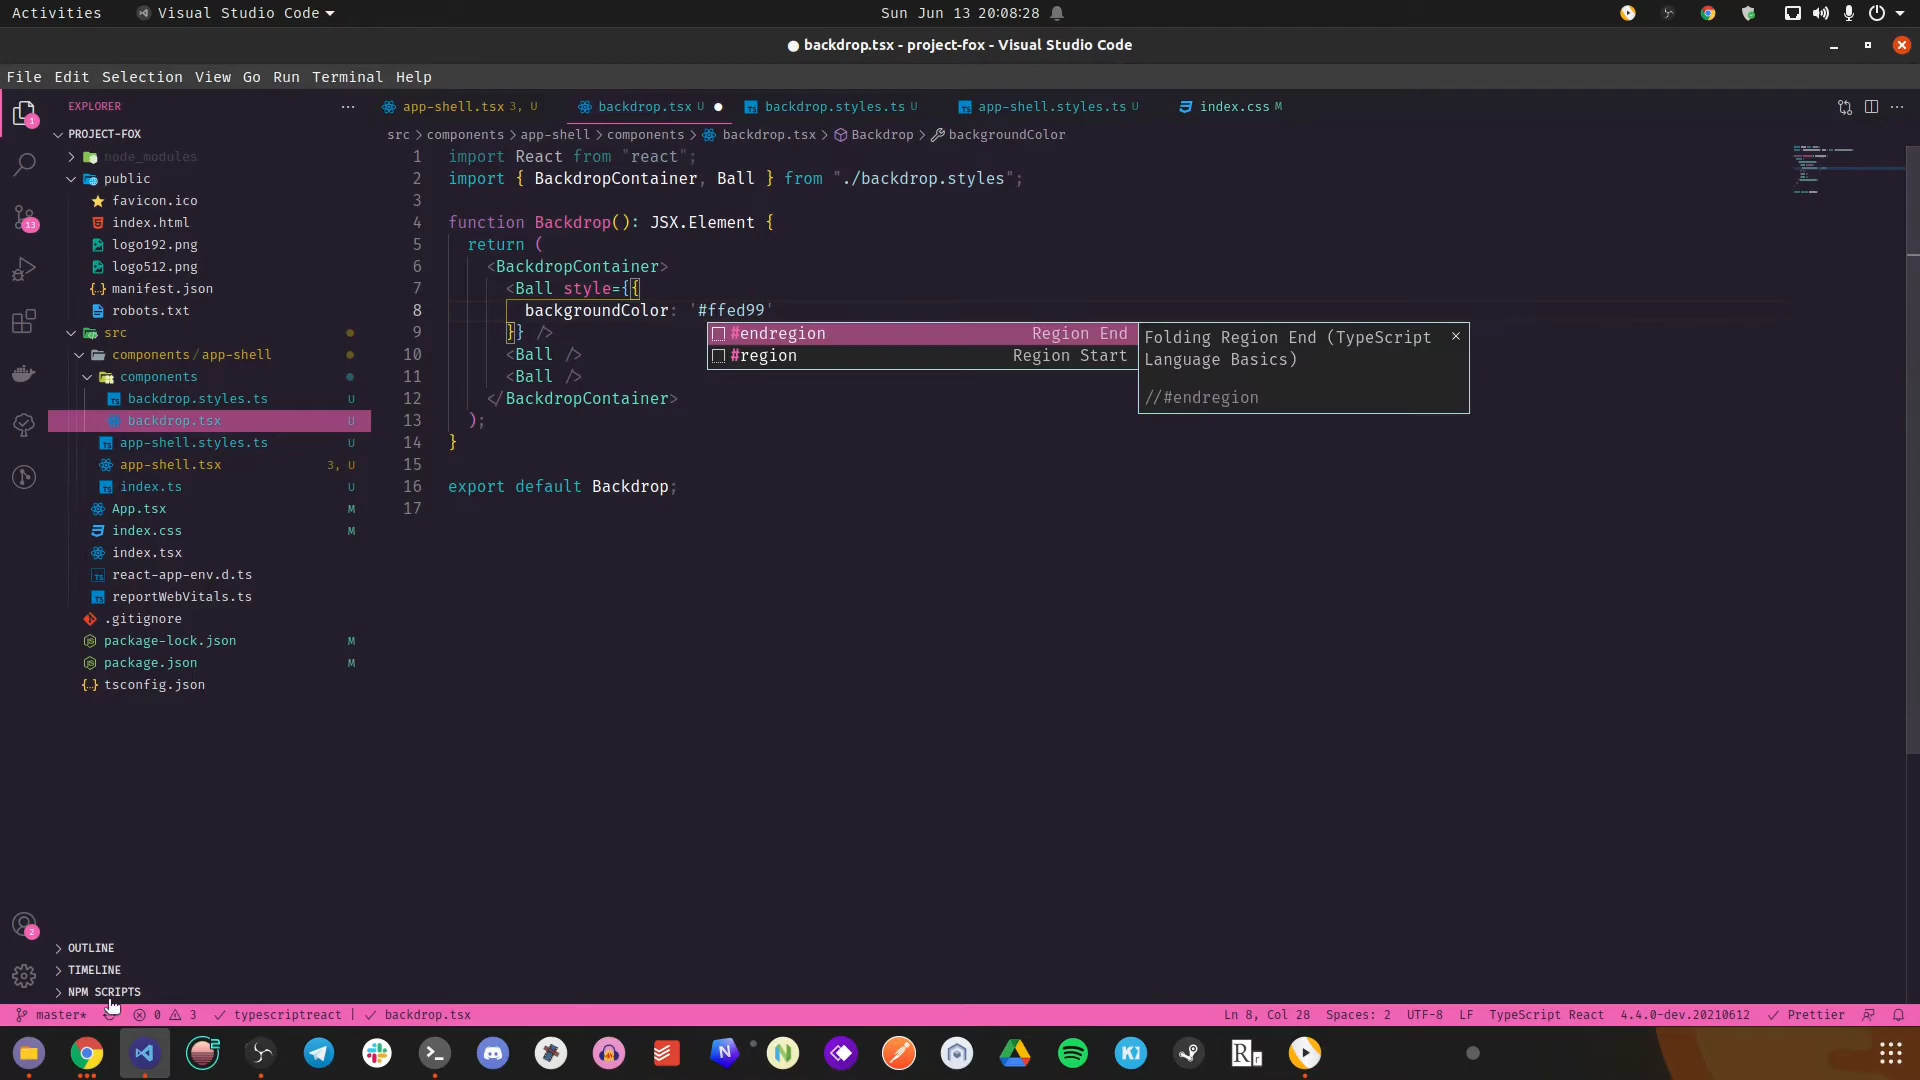 Activities
Visual Studio Code
Sun Jun 13 20:08:28
backdrop.tsx - project-fox - Visual Studio Code
File Edit Selection View Go Run Terminal Help
EXPLORER
app-shell.tsx 3, U
backdrop.tsx U
backdrop.styles.ts U
app-shell.styles.ts U
index.css M
src > components > app-shell > components > backdrop.tsx > Backdrop > backgroundColor
PROJECT-FOX
node_modules
public
favicon.ico
index.html
logo192.png
logo512.png
manifest.json
robots.txt
src
components / app-shell
components
backdrop.styles.ts U
backdrop.tsx U
app-shell.styles.ts U
app-shell.tsx 3, U
index.ts U
App.tsx M
index.css M
index.tsx
react-app-env.d.ts
reportWebVitals.ts
.gitignore
package-lock.json M
package.json M
tsconfig.json
OUTLINE
TIMELINE
NPM SCRIPTS
1 import React from "react";
2 import { BackdropContainer, Ball } from "./backdrop.styles";
3
4 function Backdrop(): JSX.Element {
5 return (
6 <BackdropContainer>
7 <Ball style={{
8 backgroundColor: '#ffed99'
9 }} />
10 <Ball />
11 <Ball />
12 </BackdropContainer>
13 );
14 }
15
16 export default Backdrop;
17
#endregion Region End
#region Region Start
Folding Region End (TypeScript
Language Basics)
//#endregion
1
13
2
master* 0 3 typescriptreact | backdrop.tsx
Ln 8, Col 28 Spaces: 2 UTF-8 LF TypeScript React 4.4.0-dev.20210612 Prettier